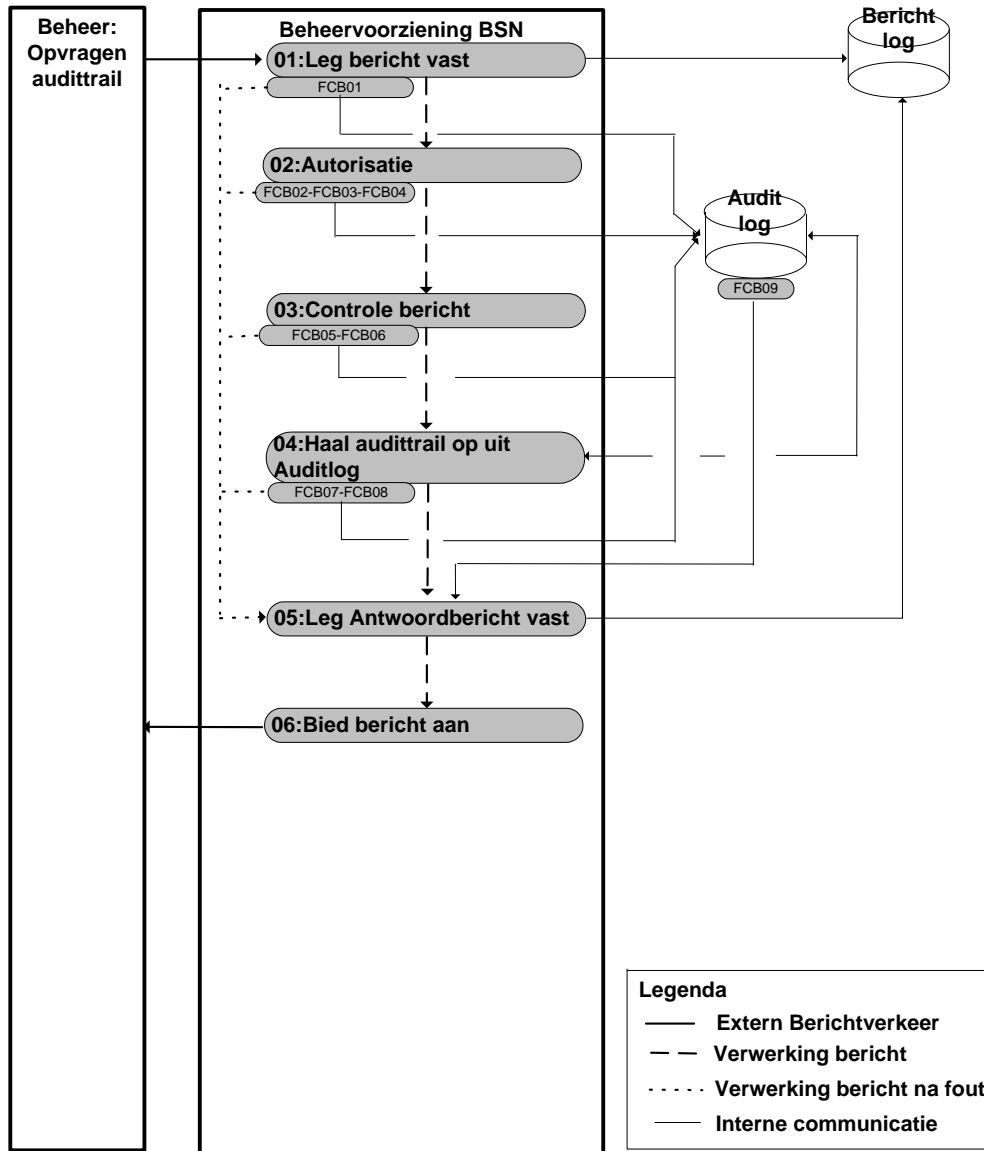 Beheer:
Opvragen
audittrail
Beheervoorziening BSN
01:Leg bericht vast
FCB01
02:Autorisatie
FCB02-FCB03-FCB04
03:Controle bericht
FCB05-FCB06
04:Haal audittrail op uit
Auditlog
FCB07-FCB08
05:Leg Antwoordbericht vast
06:Bied bericht aan
Bericht
log
Audit
log
FCB09
Legenda
Extern Berichtverkeer
Verwerking bericht
Verwerking bericht na fout
Interne communicatie